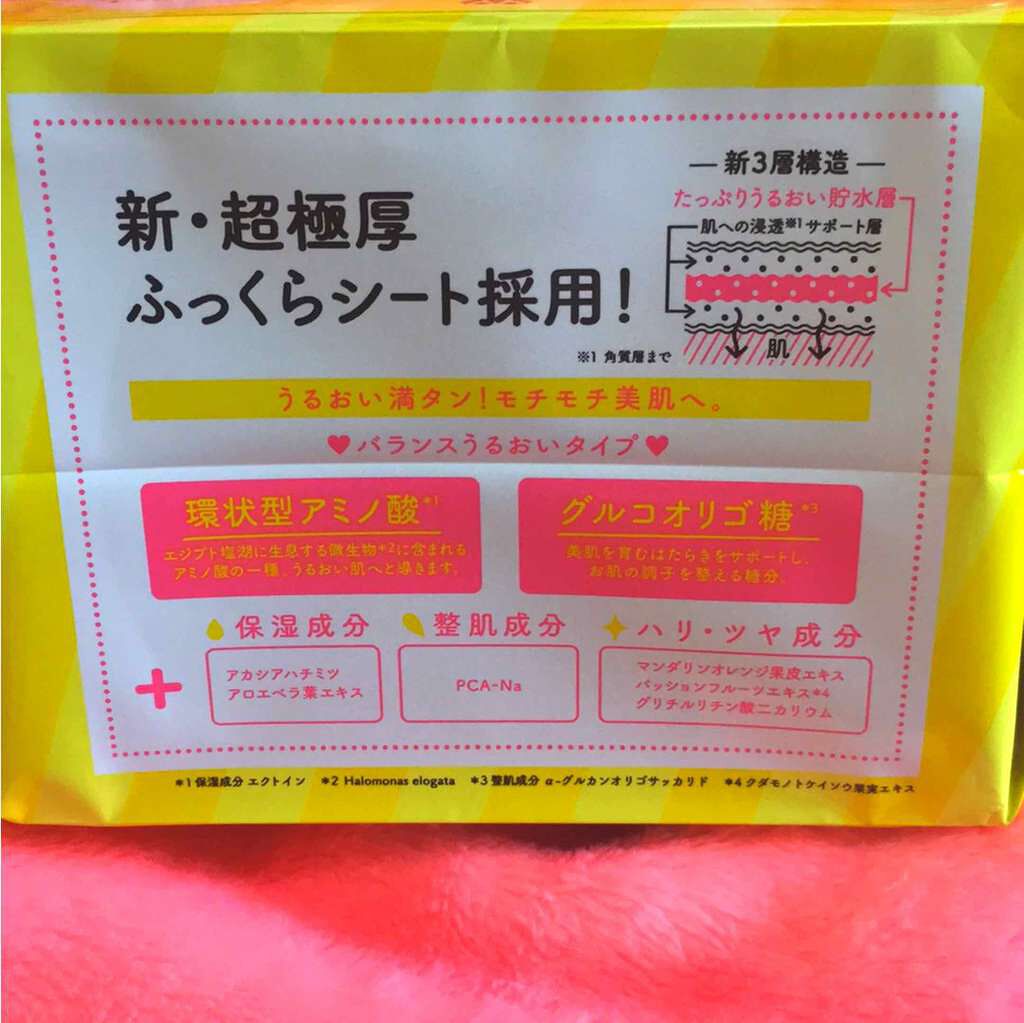 新・超極厚
ふっくらシート採用!
※1 角質層まで
― 新3層構造 ―
たっぷりうるおい貯水層
肌への浸透※1サポート層
肌
うるおい満タン!モチモチ美肌へ。
♥バランスうるおいタイプ♥
環状型アミノ酸*1
エジプト塩湖に生息する微生物*2に含まれる
アミノ酸の一種。うるおい肌へと導きます。
グルコオリゴ糖*3
美肌を育むはたらきをサポートし、
お肌の調子を整える糖分。
+
保湿成分
アカシアハチミツ
アロエベラ葉エキス
整肌成分
PCA-Na
ハリ・ツヤ成分
マンダリンオレンジ果皮エキス
パッションフルーツエキス*4
グリチルリチン酸二カリウム
*1 保湿成分 エクトイン *2 Halomonas elogata *3 整肌成分 α-グルカンオリゴサッカリド *4 クダモノトケイソウ果実エキス